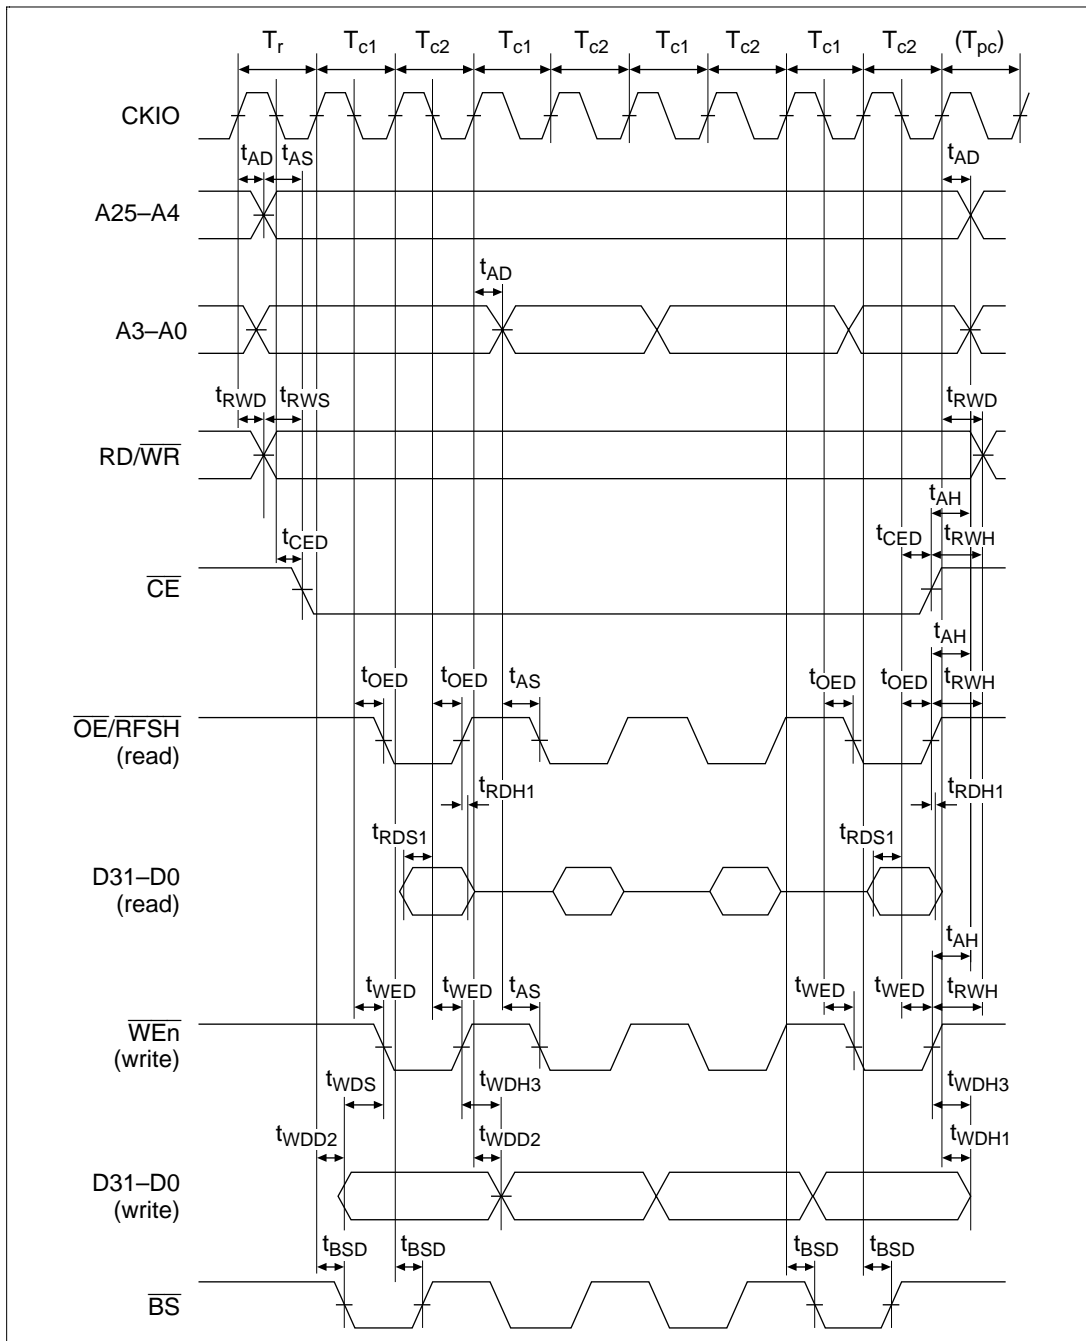 Tr Tc1 Tc2 Tc1 Tc2 Tc1 Tc2 Tc1 Tc2 (Tpc)
CKIO
tAD tAS tAD
A25–A4
tAD
A3–A0
tRWD tRWS tRWD
RD/WR
tAH
tCED tCED tRWH
CE
tAH
tOED tOED tAS tOED tOED tRWH
OE/RFSH
(read)
tRDH1 tRDH1
tRDS1 tRDS1
D31–D0
(read)
tAH
tWED tWED tAS tWED tWED tRWH
WEn
(write)
tWDS tWDH3 tWDH3
tWDD2 tWDD2 tWDH1
D31–D0
(write)
tBSD tBSD tBSD tBSD
BS